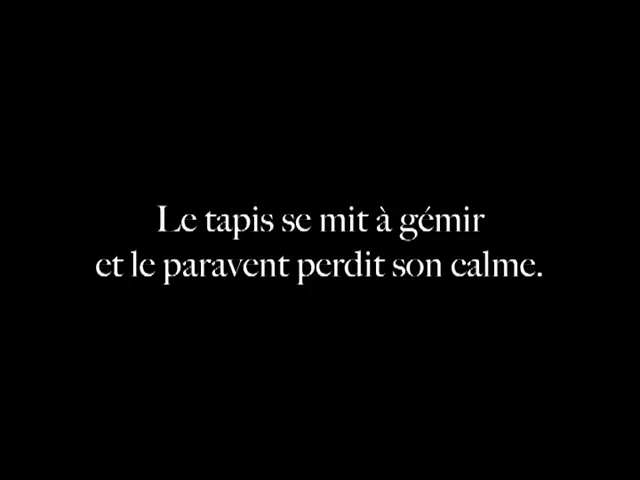 Le tapis se mit à gémir
et le paravent perdit son calme.